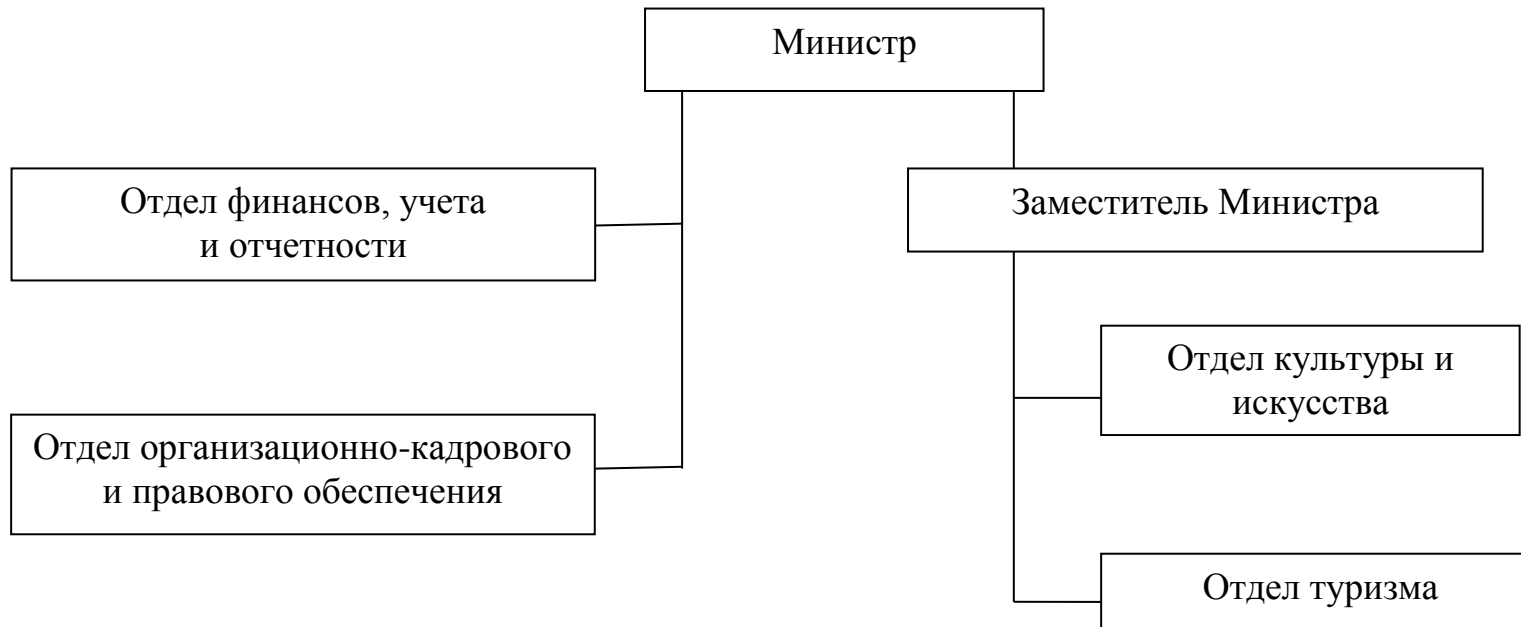 Министр
Отдел финансов, учета
и отчетности
Заместитель Министра
Отдел культуры и
искусства
Отдел организационно-кадрового
и правового обеспечения
Отдел туризма